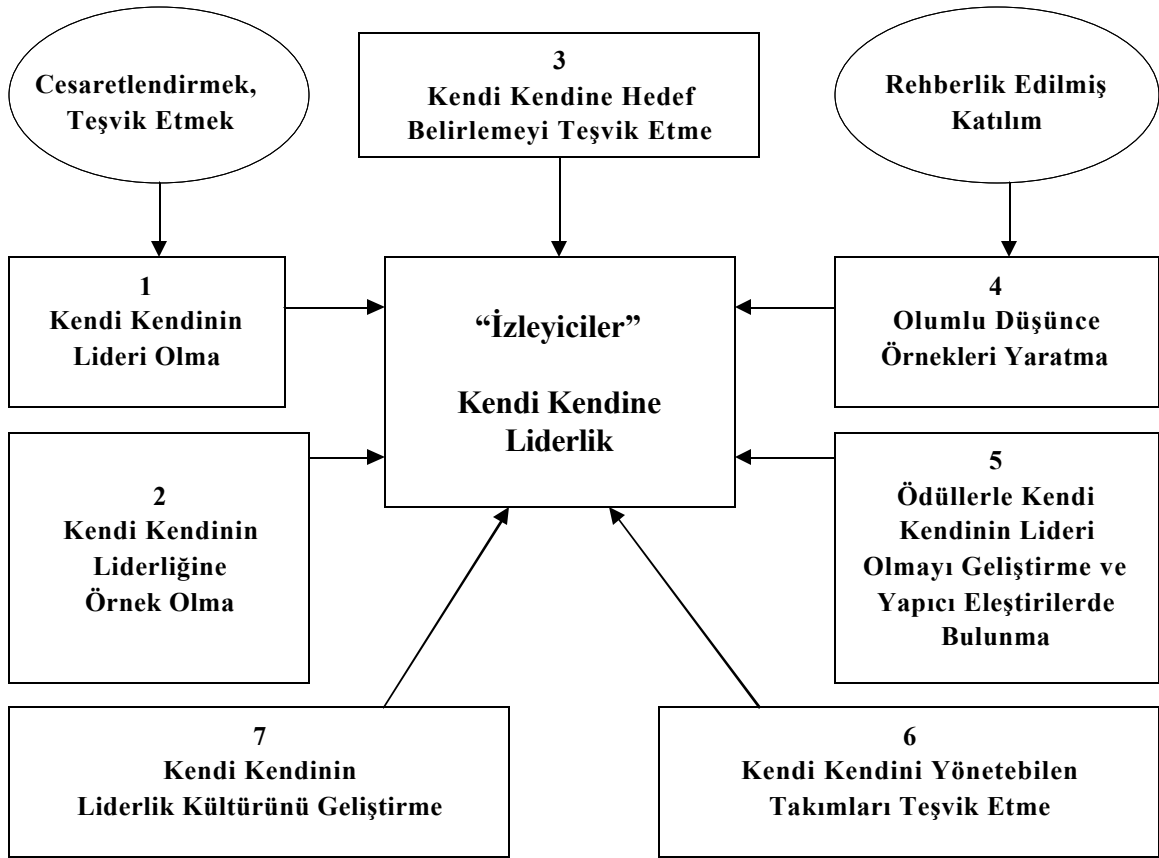 Cesaretlendirmek,
Teşvik Etmek
3
Kendi Kendine Hedef
Belirlemeyi Teşvik Etme
Rehberlik Edilmiş
Katılım
1
Kendi Kendinin
Lideri Olma
“İzleyiciler”
Kendi Kendine
Liderlik
4
Olumlu Düşünce
Örnekleri Yaratma
2
Kendi Kendinin
Liderliğine
Örnek Olma
5
Ödüllerle Kendi
Kendinin Lideri
Olmayı Geliştirme ve
Yapıcı Eleştirilerde
Bulunma
7
Kendi Kendinin
Liderlik Kültürünü Geliştirme
6
Kendi Kendini Yönetebilen
Takımları Teşvik Etme